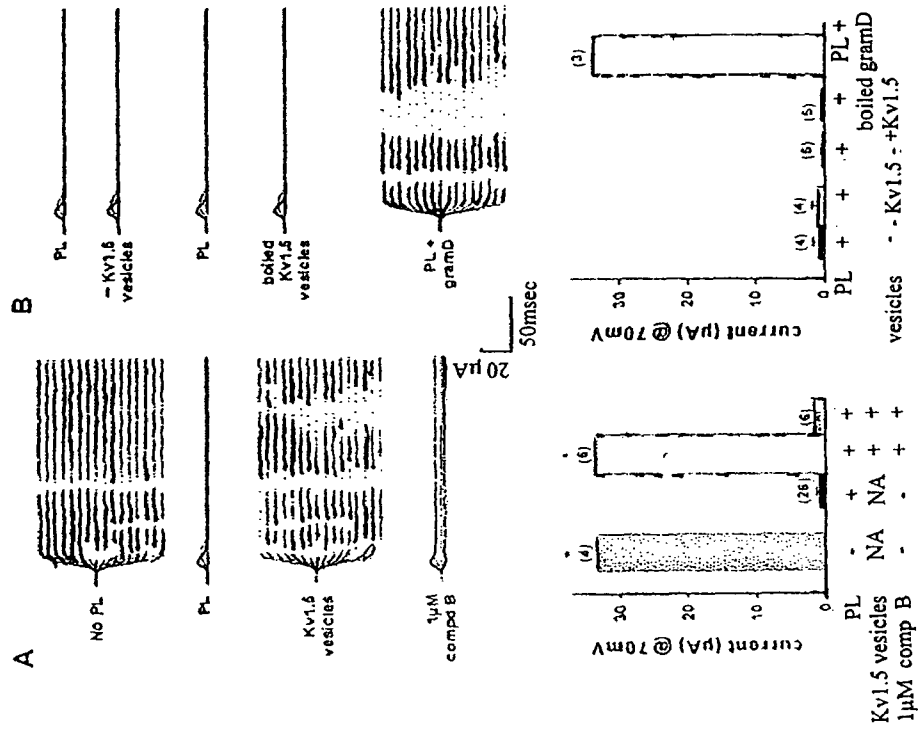 A
No PL
PL
Kv1.5
vesicles
1µM
compd B
20 µA
50msec
B
PL
– Kv1.5
vesicles
PL
boiled
Kv1.5
vesicles
PL +
gramD
current (µA) @ 70mV
30
20
10
0
(4)
(26)
(6)
(6)
PL - + + +
Kv1.5 vesicles NA NA + +
1µM comp B - - + +
current (µA) @ 70mV
30
20
10
0
(4)
(4)
(6)
(5)
(3)
PL + + + + PL +
boiled gramD
vesicles - - Kv1.5 : +Kv1.5